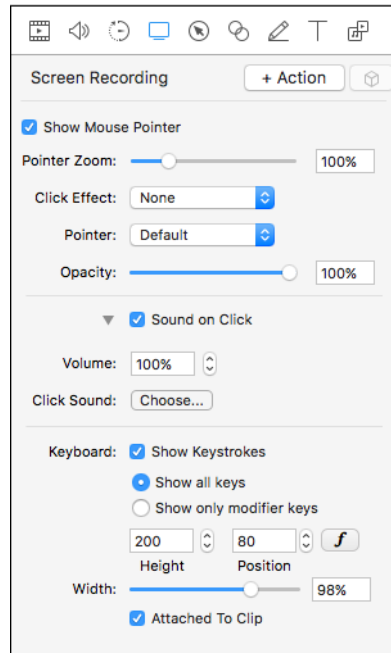 Screen Recording + Action
Show Mouse Pointer
Pointer Zoom: 100%
Click Effect: None
Pointer: Default
Opacity: 100%
Sound on Click
Volume: 100%
Click Sound: Choose...
Keyboard: Show Keystrokes
Show all keys
Show only modifier keys
200 80 f
Height Position
Width: 98%
Attached To Clip